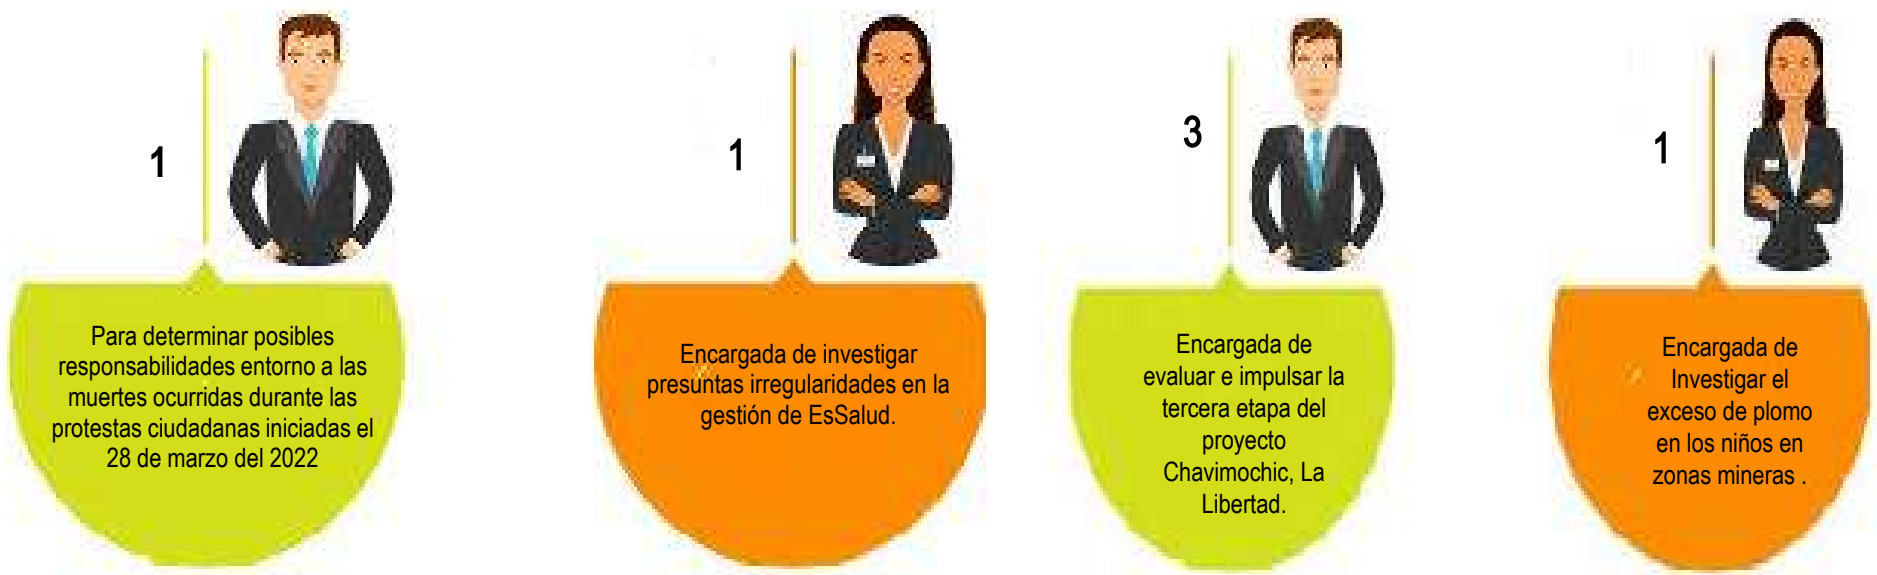 1
Para determinar posibles
responsabilidades entorno a las
muertes ocurridas durante las
protestas ciudadanas iniciadas el
28 de marzo del 2022
1
Encargada de investigar
presuntas irregularidades en la
gestión de EsSalud.
3
Encargada de
evaluar e impulsar la
tercera etapa del
proyecto
Chavimochic, La
Libertad.
1
Encargada de
Investigar el
exceso de plomo
en los niños en
zonas mineras .